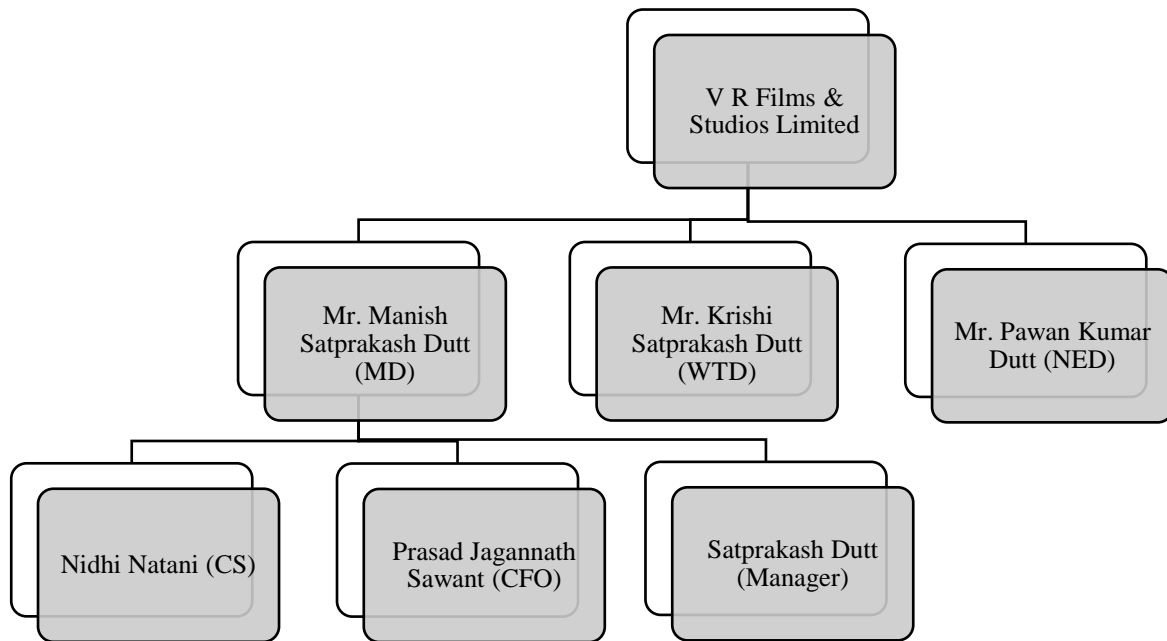 V R Films &
Studios Limited
Mr. Manish
Satprakash Dutt
(MD)
Mr. Krishi
Satprakash Dutt
(WTD)
Mr. Pawan Kumar
Dutt (NED)
Nidhi Natani (CS)
Prasad Jagannath
Sawant (CFO)
Satprakash Dutt
(Manager)